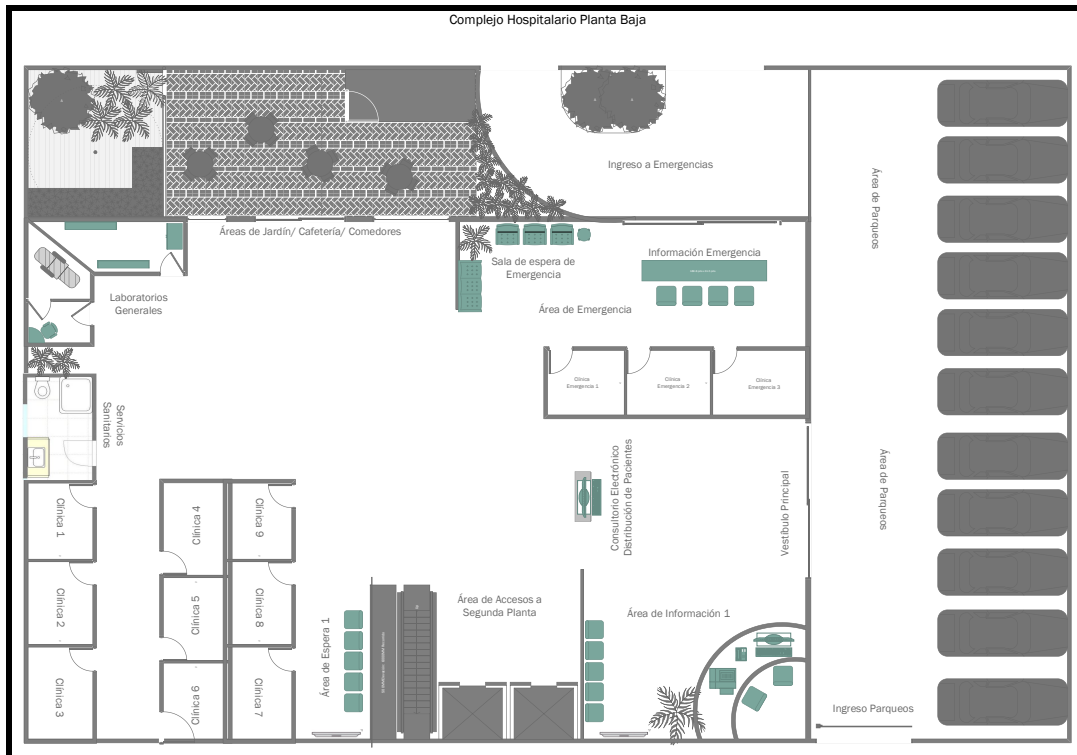 Complejo Hospitalario Planta Baja
Ingreso a Emergencias
Área de Parqueos
Áreas de Jardín/ Cafetería/ Comedores
Sala de espera de
Emergencia
Información Emergencia
Área de Emergencia
Laboratorios
Generales
Clínica
Emergencia 1
Clínica
Emergencia 2
Clínica
Emergencia 3
Servicios
Sanitarios
Consultorio Electrónico
Distribución de Pacientes
Vestíbulo Principal
Área de Parqueos
Clínica 1
Clínica 4
Clínica 9
Clínica 2
Clínica 5
Clínica 8
Clínica 3
Clínica 6
Clínica 7
Área de Espera 1
Área de Accesos a
Segunda Planta
Área de Información 1
Ingreso Parqueos